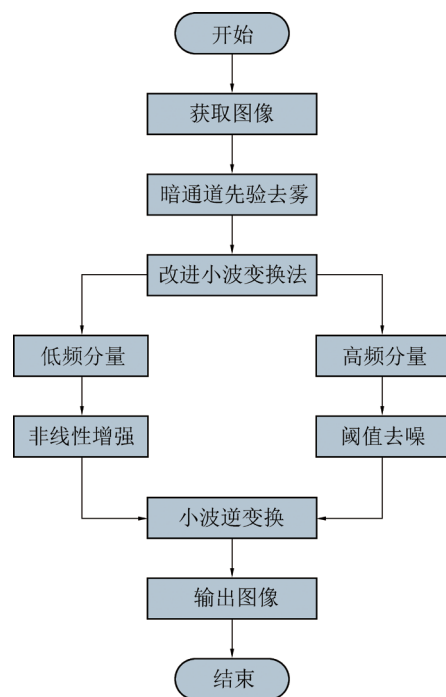 开始
获取图像
暗通道先验去雾
改进小波变换法
低频分量
高频分量
非线性增强
阈值去噪
小波逆变换
输出图像
结束